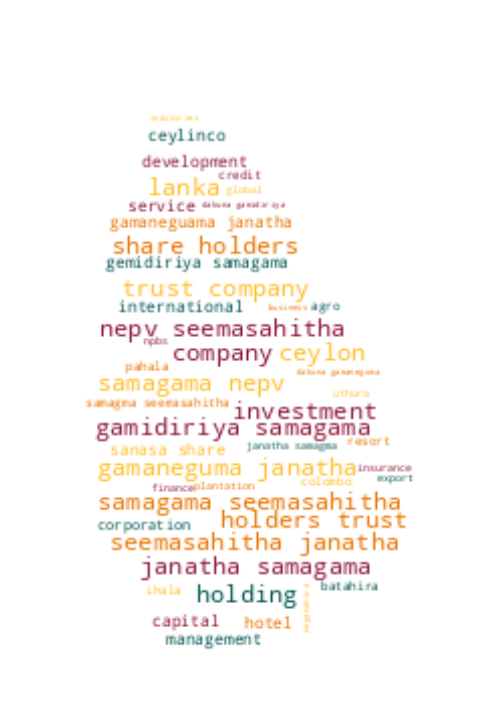 industries
ceylinco
development
credit
lanka global
service dakuna gamidiriya
gamaneguama janatha
share holders
gemidiriya samagama
trust company
international business agro
nepv seemasahitha
npbs
company ceylon
pahala dakuna gamaneguma
samagama nepv
uthura
samagma seemasahitha
investment
gamidiriya samagama
resort
sanasa share janatha samagma
gamaneguma janatha insurance
colombo export
finance plantation
samagama seemasahitha
corporation holders trust
seemasahitha janatha
janatha samagama
ihala holding batahira
capital hotel
management